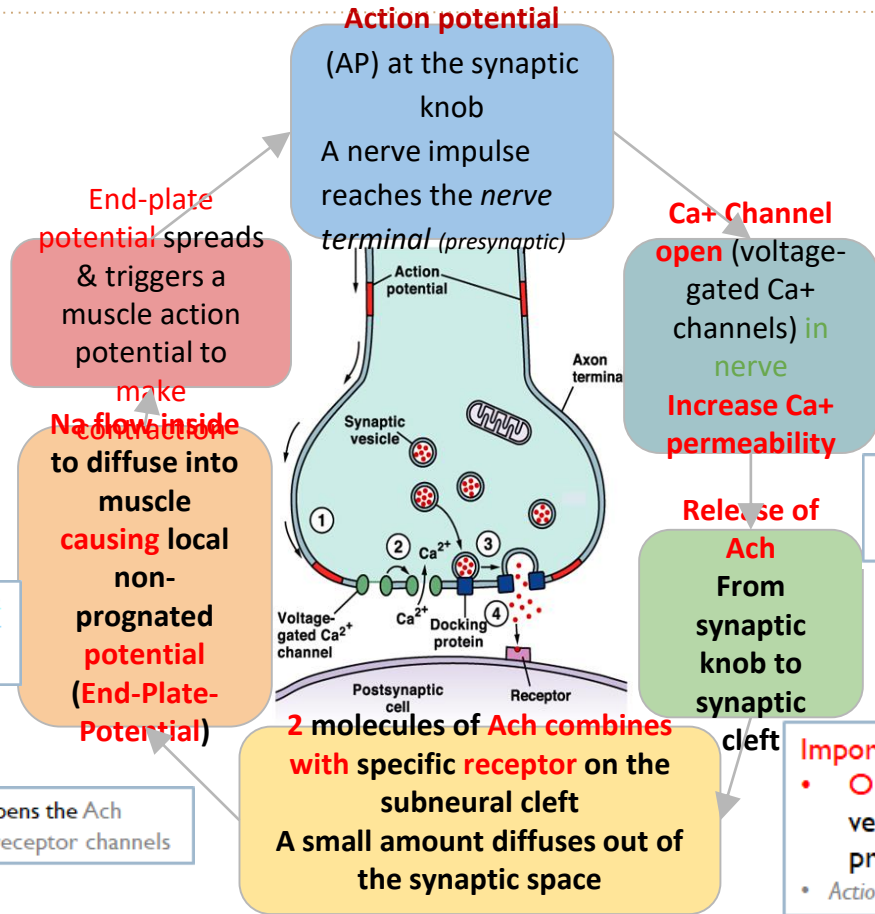 Action potential
(AP) at the synaptic
knob
A nerve impulse
reaches the nerve
terminal (presynaptic)
Ca+ Channel
open (voltage-
gated Ca+
channels) in
nerve
Increase Ca+
permeability
Release of
Ach
From
synaptic
knob to
synaptic
cleft
2 molecules of Ach combines
with specific receptor on the
subneural cleft
A small amount diffuses out of
the synaptic space
Na flow inside
to diffuse into
muscle
causing local
non-
prognated
potential
(End-Plate-
Potential)
End-plate
potential spreads
& triggers a
muscle action
potential to
make
contraction
Action
potential
Axon
termina
Synaptic
vesicle
1
2
Ca2+
3
4
Voltage-
gated Ca2+
channel
Ca2+
Docking
protein
Postsynaptic
cell
Receptor
pens the Ach
receptor channels
Impor
• O
ve
pr
• Actio